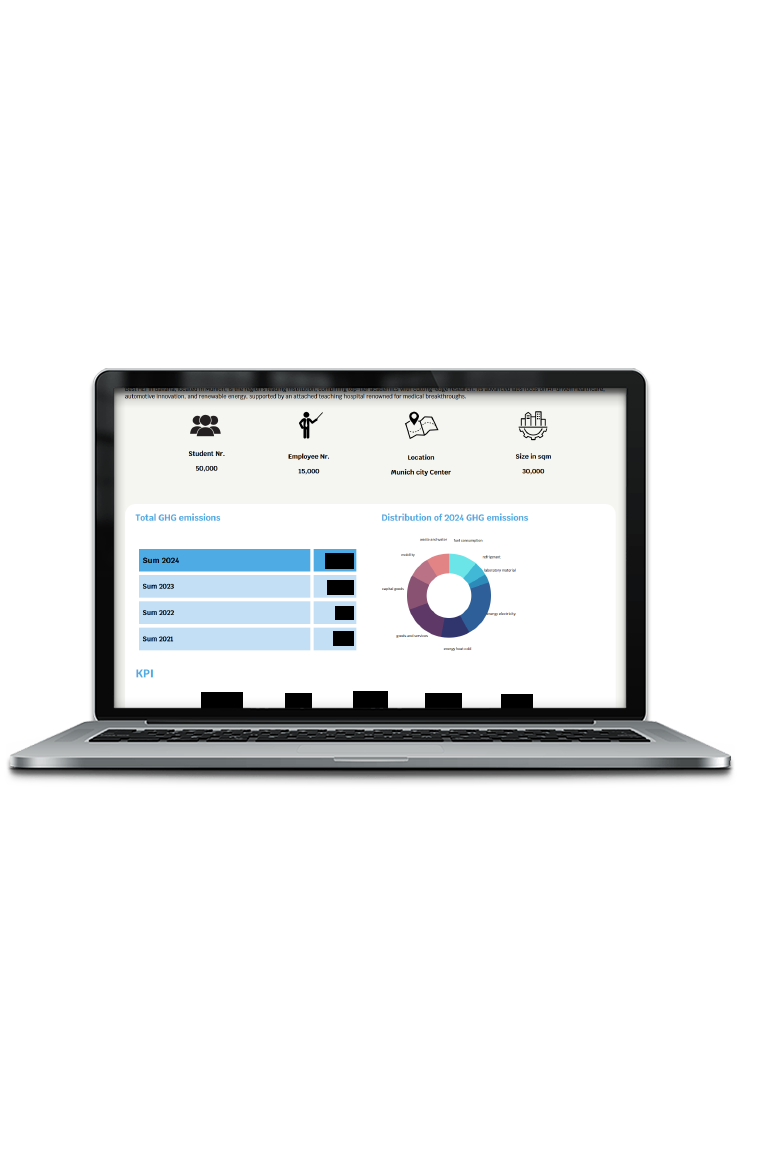 automotive innovation, and renewable energy, supported by an attached teaching hospital renowned for medical breakthroughs.
Student Nr.
50,000
Employee Nr.
15,000
Location
Munich city Center
Size in sqm
30,000
Total GHG emissions
Sum 2024
Sum 2023
Sum 2022
Sum 2021
Distribution of 2024 GHG emissions
waste and water
fuel consumption
mobility
refrigerant
laboratory material
capital goods
energy electricity
goods and services
energy heat cold
KPI